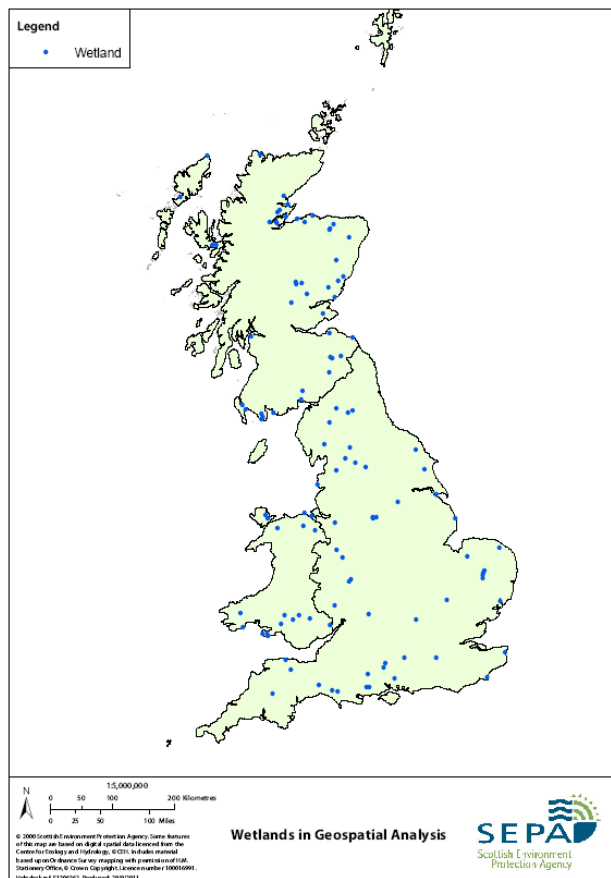 Legend
Wetland
N
1:5,000,000
0 50 100 200 Kilometres
0 25 50 100 Miles
© 2009 Scottish Environment Protection Agency. Some features
of this map are based on digital spatial data licenced from the
Centre for Ecology and Hydrology, © CEH. Includes material
based upon Ordnance Survey mapping with permission of H.M.
Stationery Office, © Crown Copyright. Licence number 100016991.
Wetlands in Geospatial Analysis
SEPA
Scottish Environment
Protection Agency